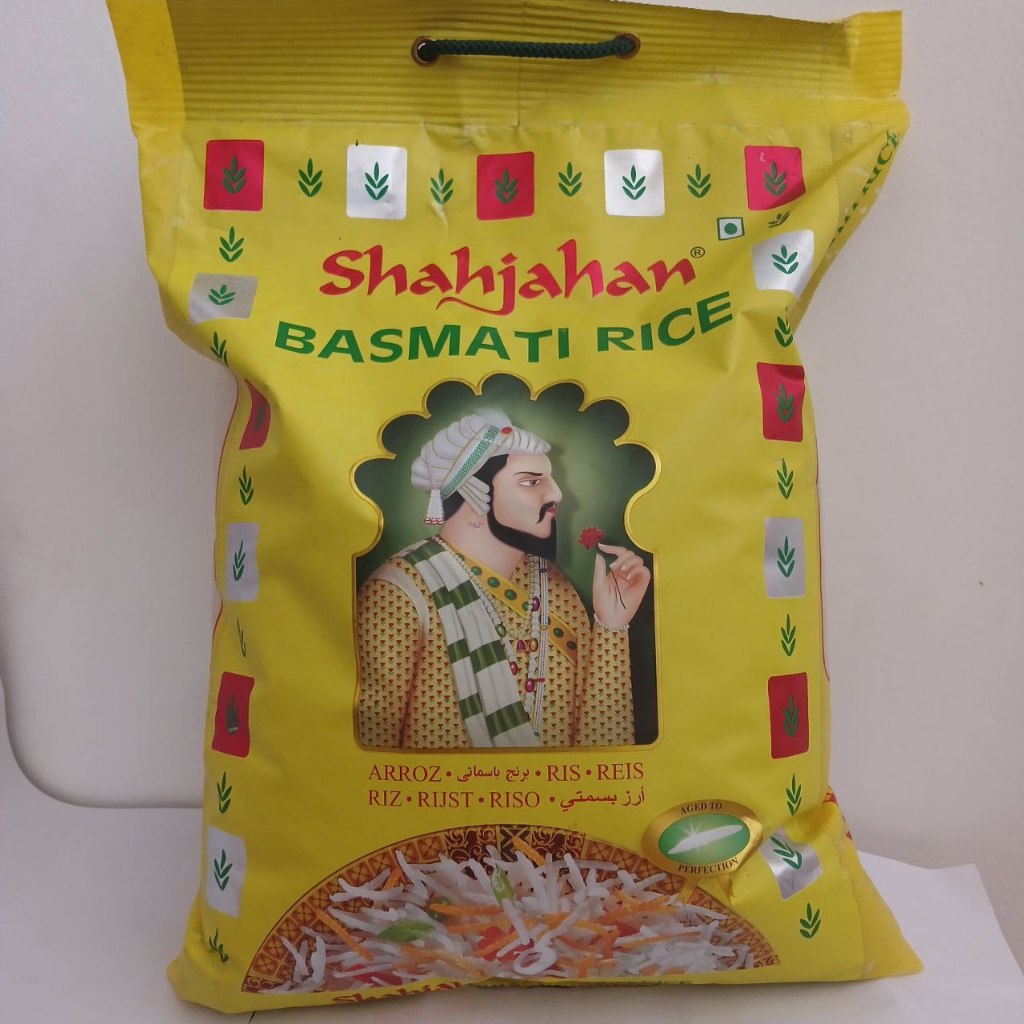 Shahjahan®
BASMATI RICE
ARROZ • برنج باسماتی • RIS • REIS
RIZ • RIJST • RISO • أرز بسمتي
AGED TO
PERFECTION